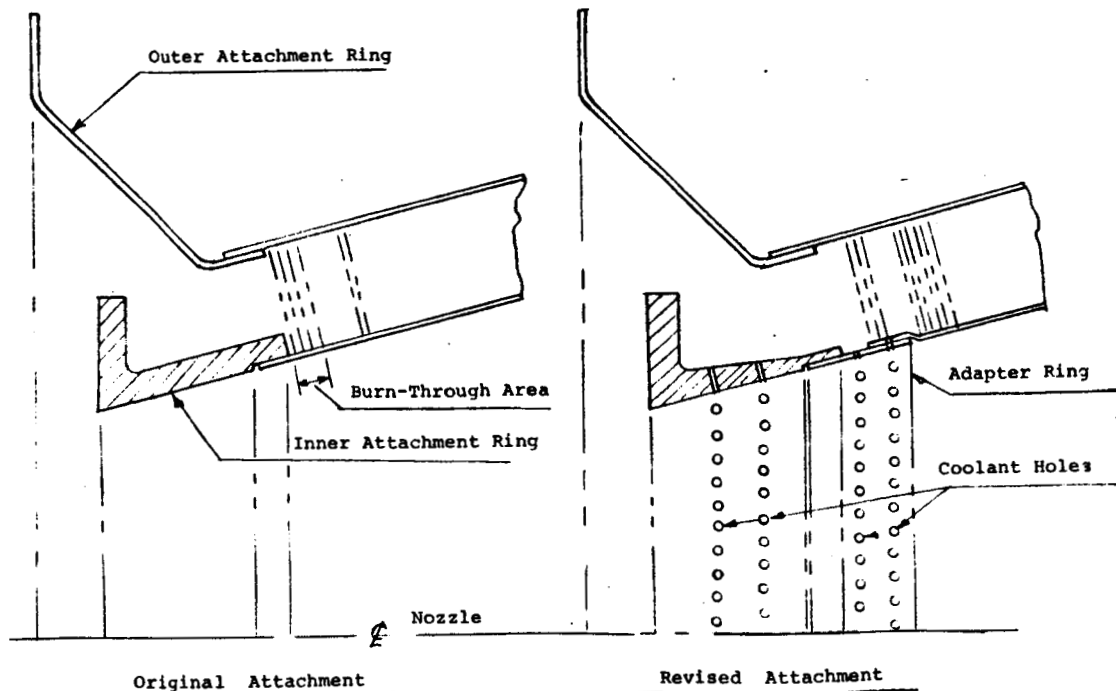 Outer Attachment Ring
Burn-Through Area
Inner Attachment Ring
Adapter Ring
Coolant Holes
℄ Nozzle
Original Attachment
Revised Attachment